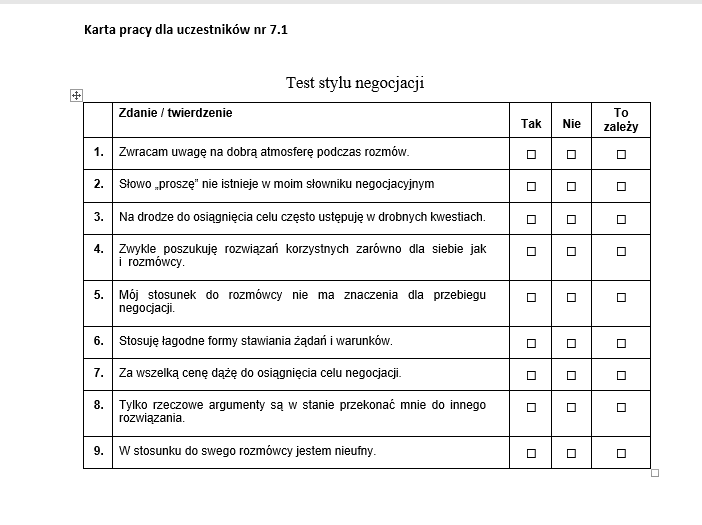 Karta pracy dla uczestników nr 7.1
Test stylu negocjacji
Zdanie / twierdzenie Tak Nie To zależy
1. Zwracam uwagę na dobrą atmosferę podczas rozmów.
2. Słowo „proszę” nie istnieje w moim słowniku negocjacyjnym
3. Na drodze do osiągnięcia celu często ustępuję w drobnych kwestiach.
4. Zwykle poszukuję rozwiązań korzystnych zarówno dla siebie jak
i rozmówcy.
5. Mój stosunek do rozmówcy nie ma znaczenia dla przebiegu
negocjacji.
6. Stosuję łagodne formy stawiania żądań i warunków.
7. Za wszelką cenę dążę do osiągnięcia celu negocjacji.
8. Tylko rzeczowe argumenty są w stanie przekonać mnie do innego
rozwiązania.
9. W stosunku do swego rozmówcy jestem nieufny.